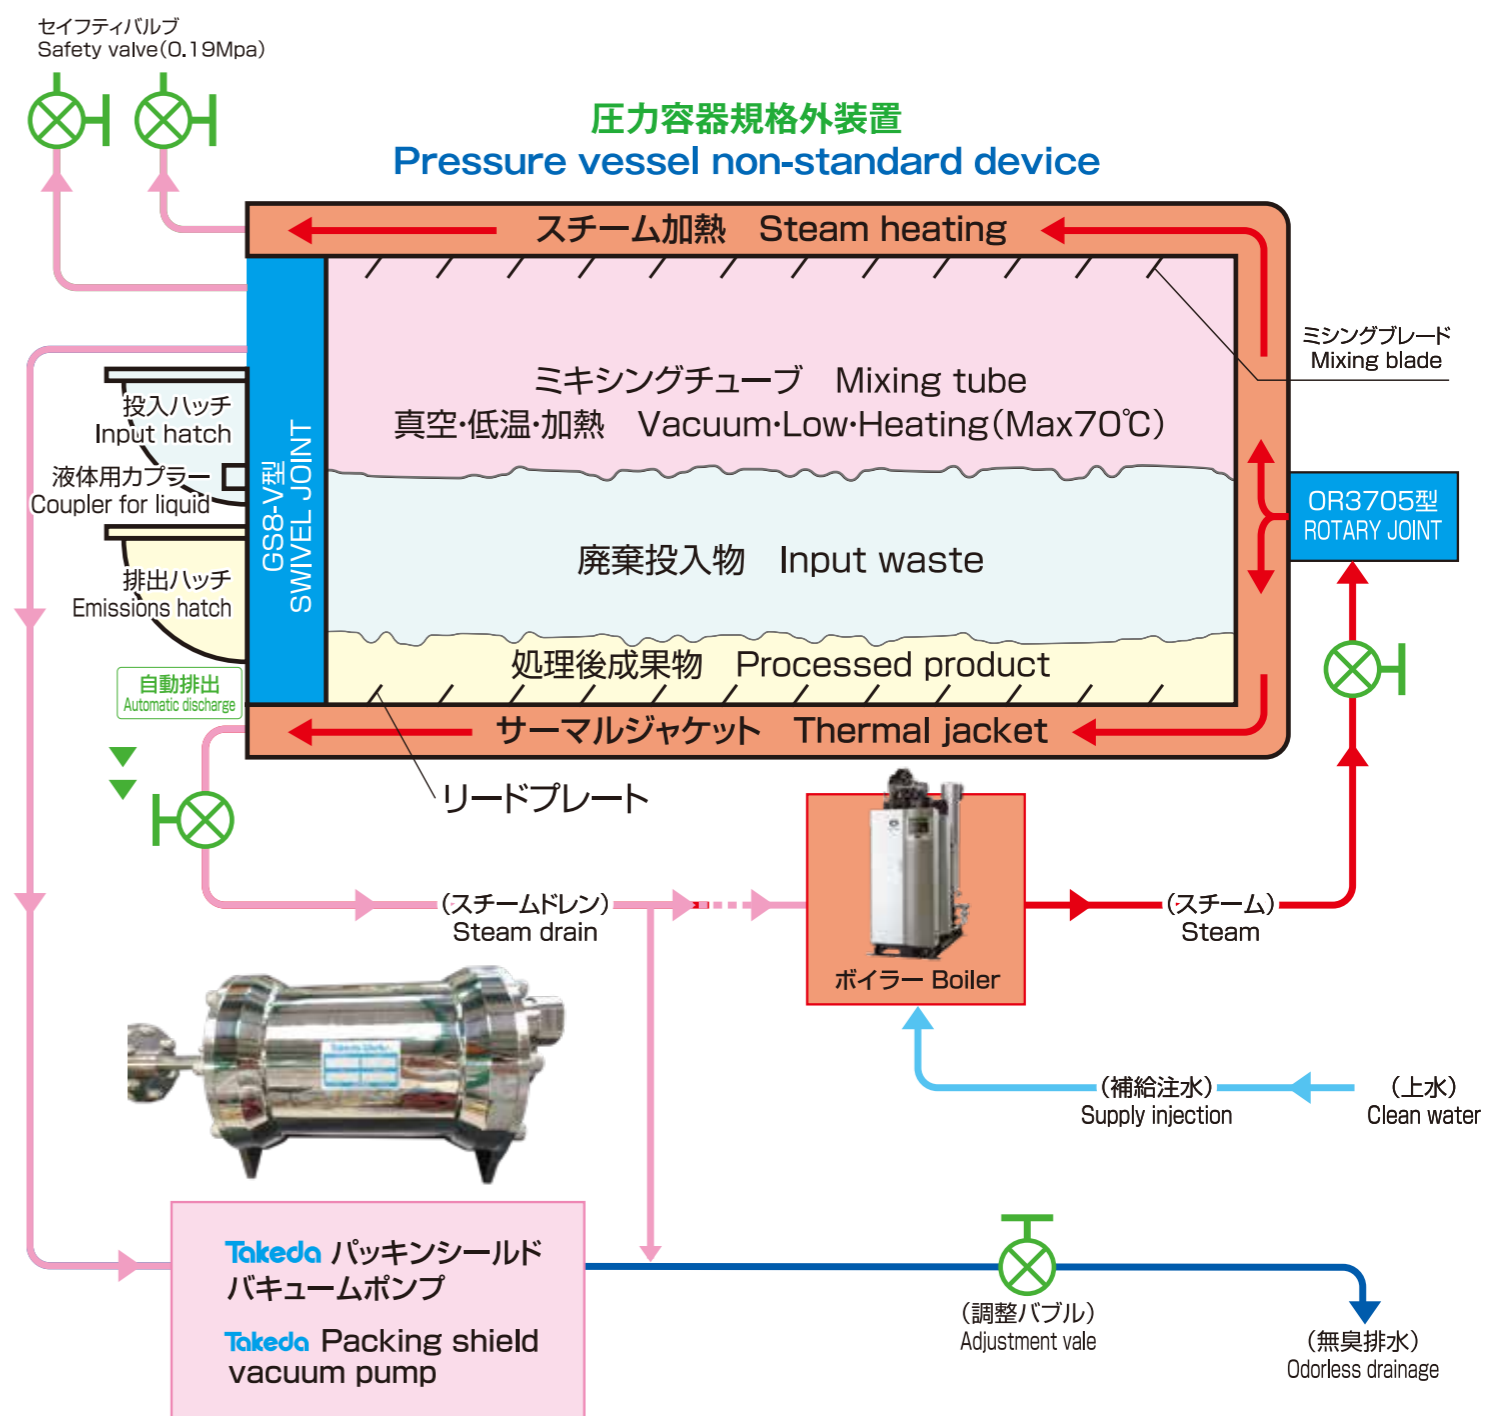 セイフティバルブ
Safety valve(0.19Mpa)
圧力容器規格外装置
Pressure vessel non-standard device
スチーム加熱 Steam heating
ミシングブレード
Mixing blade
ミキシングチューブ Mixing tube
真空・低温・加熱 Vacuum・Low・Heating(Max70℃)
投入ハッチ
Input hatch
液体用カプラー
Coupler for liquid
GS8-V型
SWIVEL JOINT
OR3705型
ROTARY JOINT
廃棄投入物 Input waste
排出ハッチ
Emissions hatch
処理後成果物 Processed product
自動排出
Automatic discharge
サーマルジャケット Thermal jacket
リードプレート
(スチームドレン)
Steam drain
(スチーム)
Steam
ボイラー Boiler
(補給注水)
Supply injection
(上水)
Clean water
Takeda パッキンシールド
バキュームポンプ
Takeda Packing shield
vacuum pump
(調整バブル)
Adjustment vale
(無臭排水)
Odorless drainage